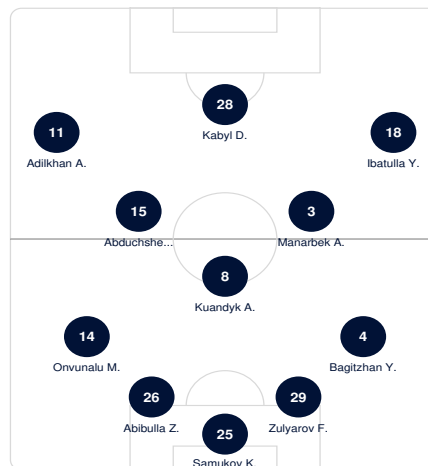 28
Kabyl D.
11
Adilkhan A.
18
Ibatulla Y.
15
Abduchshe...
3
Manarbek A.
8
Kuandyk A.
14
Onvunalu M.
4
Bagitzhan Y.
26
Abibulla Z.
29
Zulyarov F.
25
Samukov K.